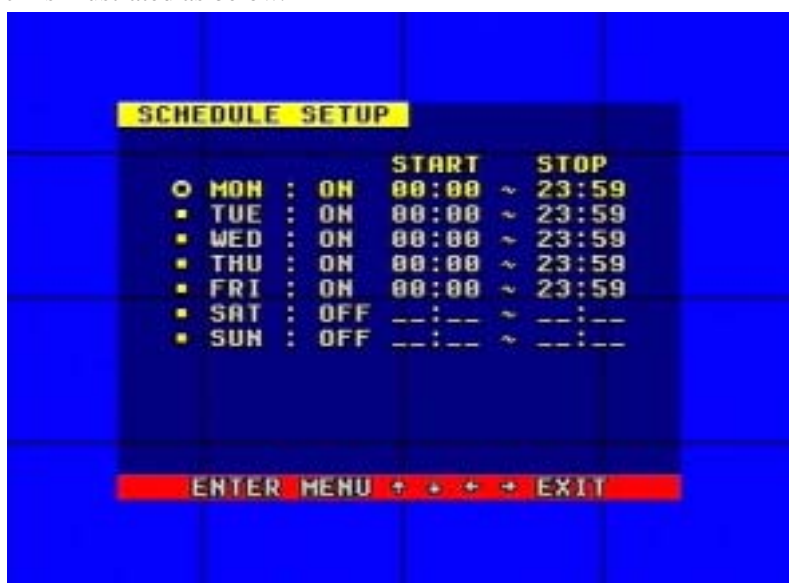 SCHEDULE SETUP
START STOP
MON : ON 00:00 ~ 23:59
TUE : ON 00:00 ~ 23:59
WED : ON 00:00 ~ 23:59
THU : ON 00:00 ~ 23:59
FRI : ON 00:00 ~ 23:59
SAT : OFF __:__ ~ __:__
SUN : OFF __:__ ~ __:__
ENTER MENU ↑ ↓ ← → EXIT